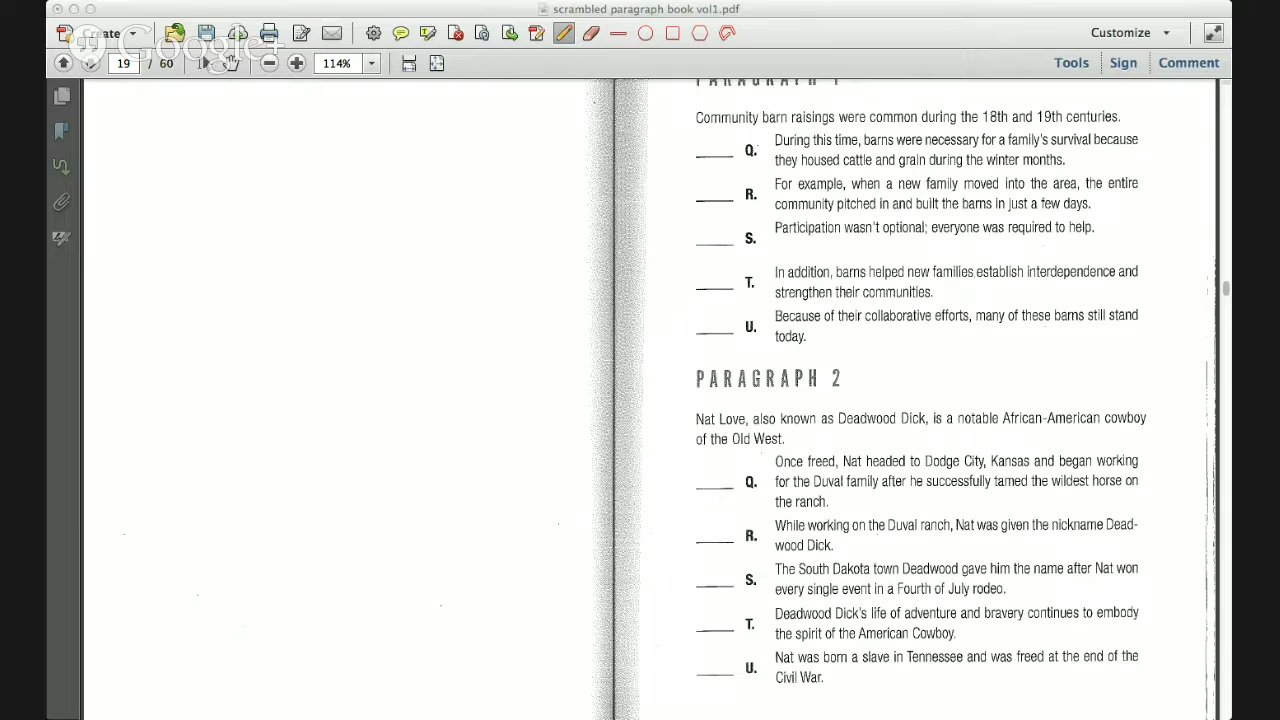 scrambled paragraph book vol1.pdf
Create
Google+
Customize
19 / 60
114%
Tools
Sign
Comment
PARAGRAPH 1
Community barn raisings were common during the 18th and 19th centuries.
Q. During this time, barns were necessary for a family's survival because
they housed cattle and grain during the winter months.
R. For example, when a new family moved into the area, the entire
community pitched in and built the barns in just a few days.
S. Participation wasn't optional; everyone was required to help.
T. In addition, barns helped new families establish interdependence and
strengthen their communities.
U. Because of their collaborative efforts, many of these barns still stand
today.
PARAGRAPH 2
Nat Love, also known as Deadwood Dick, is a notable African-American cowboy
of the Old West.
Q. Once freed, Nat headed to Dodge City, Kansas and began working
for the Duval family after he successfully tamed the wildest horse on
the ranch.
R. While working on the Duval ranch, Nat was given the nickname Dead-
wood Dick.
S. The South Dakota town Deadwood gave him the name after Nat won
every single event in a Fourth of July rodeo.
T. Deadwood Dick's life of adventure and bravery continues to embody
the spirit of the American Cowboy.
U. Nat was born a slave in Tennessee and was freed at the end of the
Civil War.